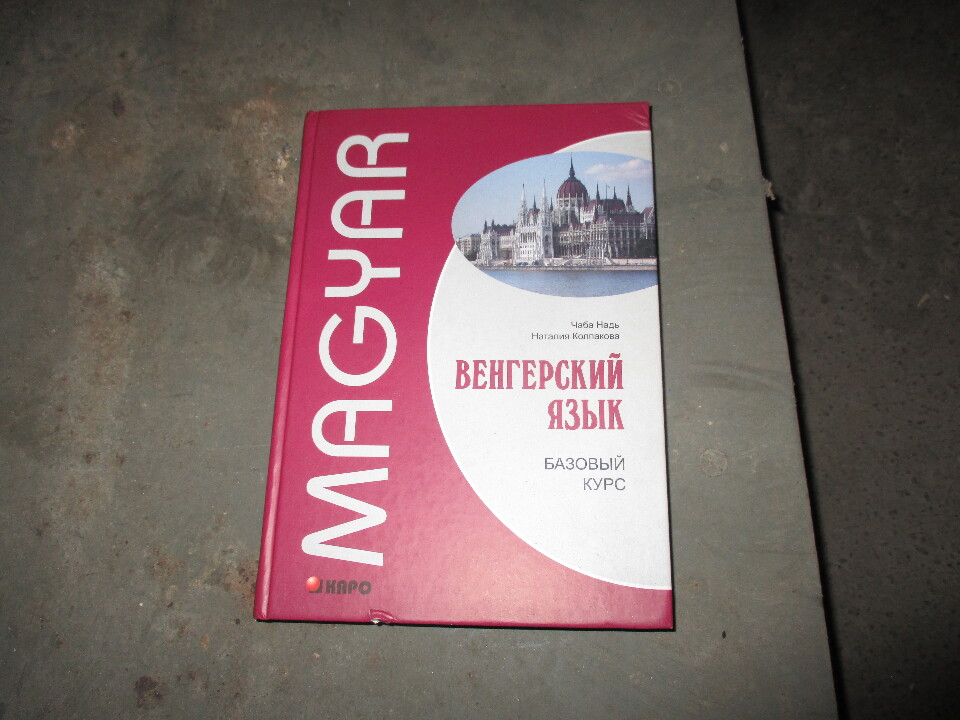 MAGYAR
Чаба Надь
Наталия Колпакова
ВЕНГЕРСКИЙ
ЯЗЫК
БАЗОВЫЙ
КУРС
КАРО